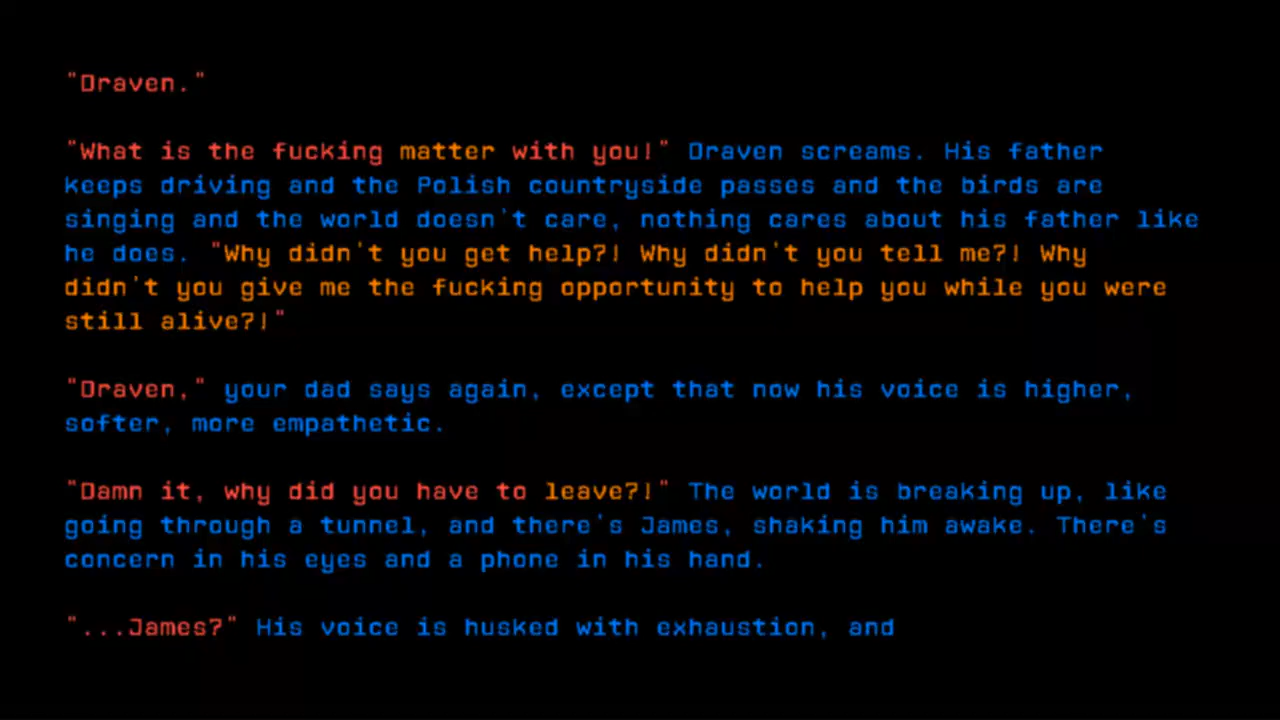 "Draven."
"What is the fucking matter with you!" Draven screams. His father
keeps driving and the Polish countryside passes and the birds are
singing and the world doesn't care, nothing cares about his father like
he does. "Why didn't you get help?! Why didn't you tell me?! Why
didn't you give me the fucking opportunity to help you while you were
still alive?!"
"Draven," your dad says again, except that now his voice is higher,
softer, more empathetic.
"Damn it, why did you have to leave?!" The world is breaking up, like
going through a tunnel, and there's James, shaking him awake. There's
concern in his eyes and a phone in his hand.
"...James?" His voice is husked with exhaustion, and